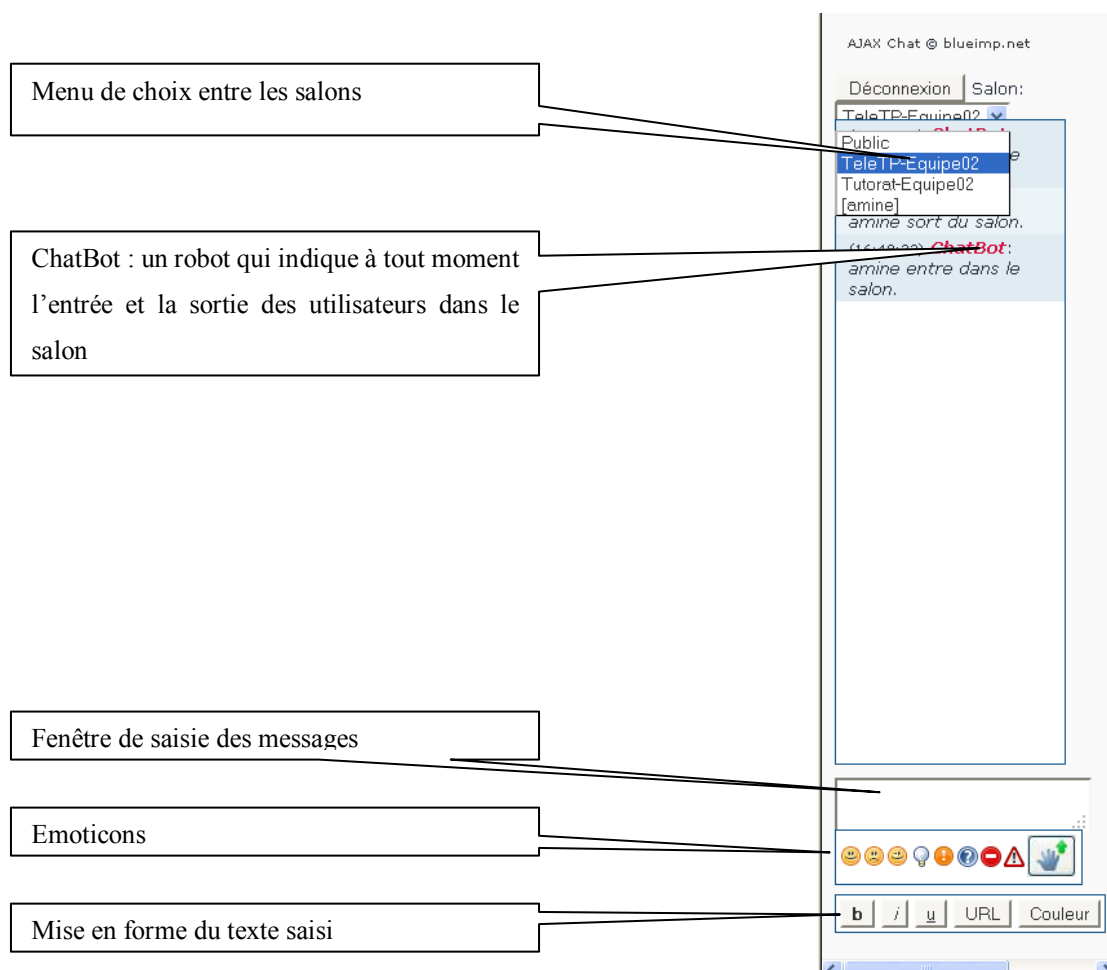 AJAX Chat @ blueimp.net
Menu de choix entre les salons
Déconnexion Salon:
TeleTP-Equipe02
Public
TeleTP-Equipe02
Tutorat-Equipe02
[amine]
amine sort du salon.
ChatBot : un robot qui indique à tout moment
l'entrée et la sortie des utilisateurs dans le
salon
ChatBot:
amine entre dans le
salon.
Fenêtre de saisie des messages
Emoticons
Mise en forme du texte saisi
b i u URL Couleur